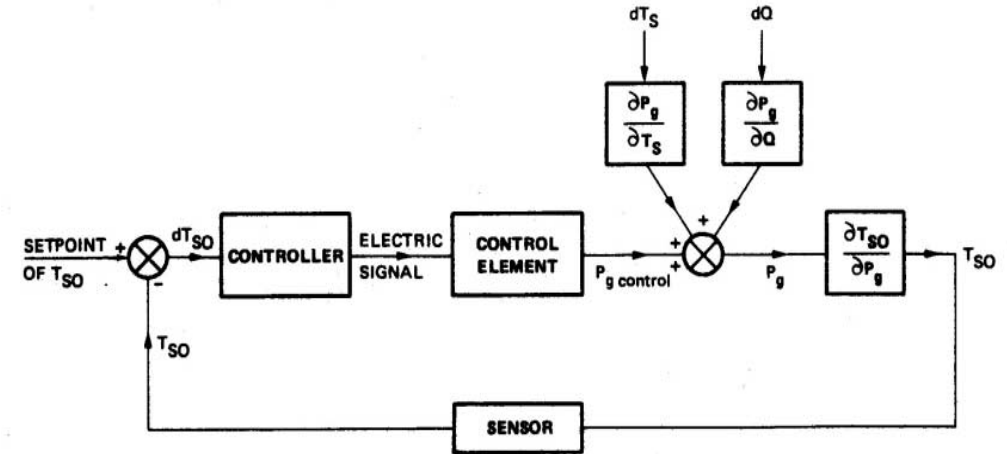 dT_S
dQ
∂P_g
∂T_S
∂P_g
∂Q
+
SETPOINT
OF T_SO
+
-
dT_SO
CONTROLLER
ELECTRIC
SIGNAL
CONTROL
ELEMENT
P_g control
+
+
P_g
∂T_SO
∂P_g
T_SO
T_SO
SENSOR